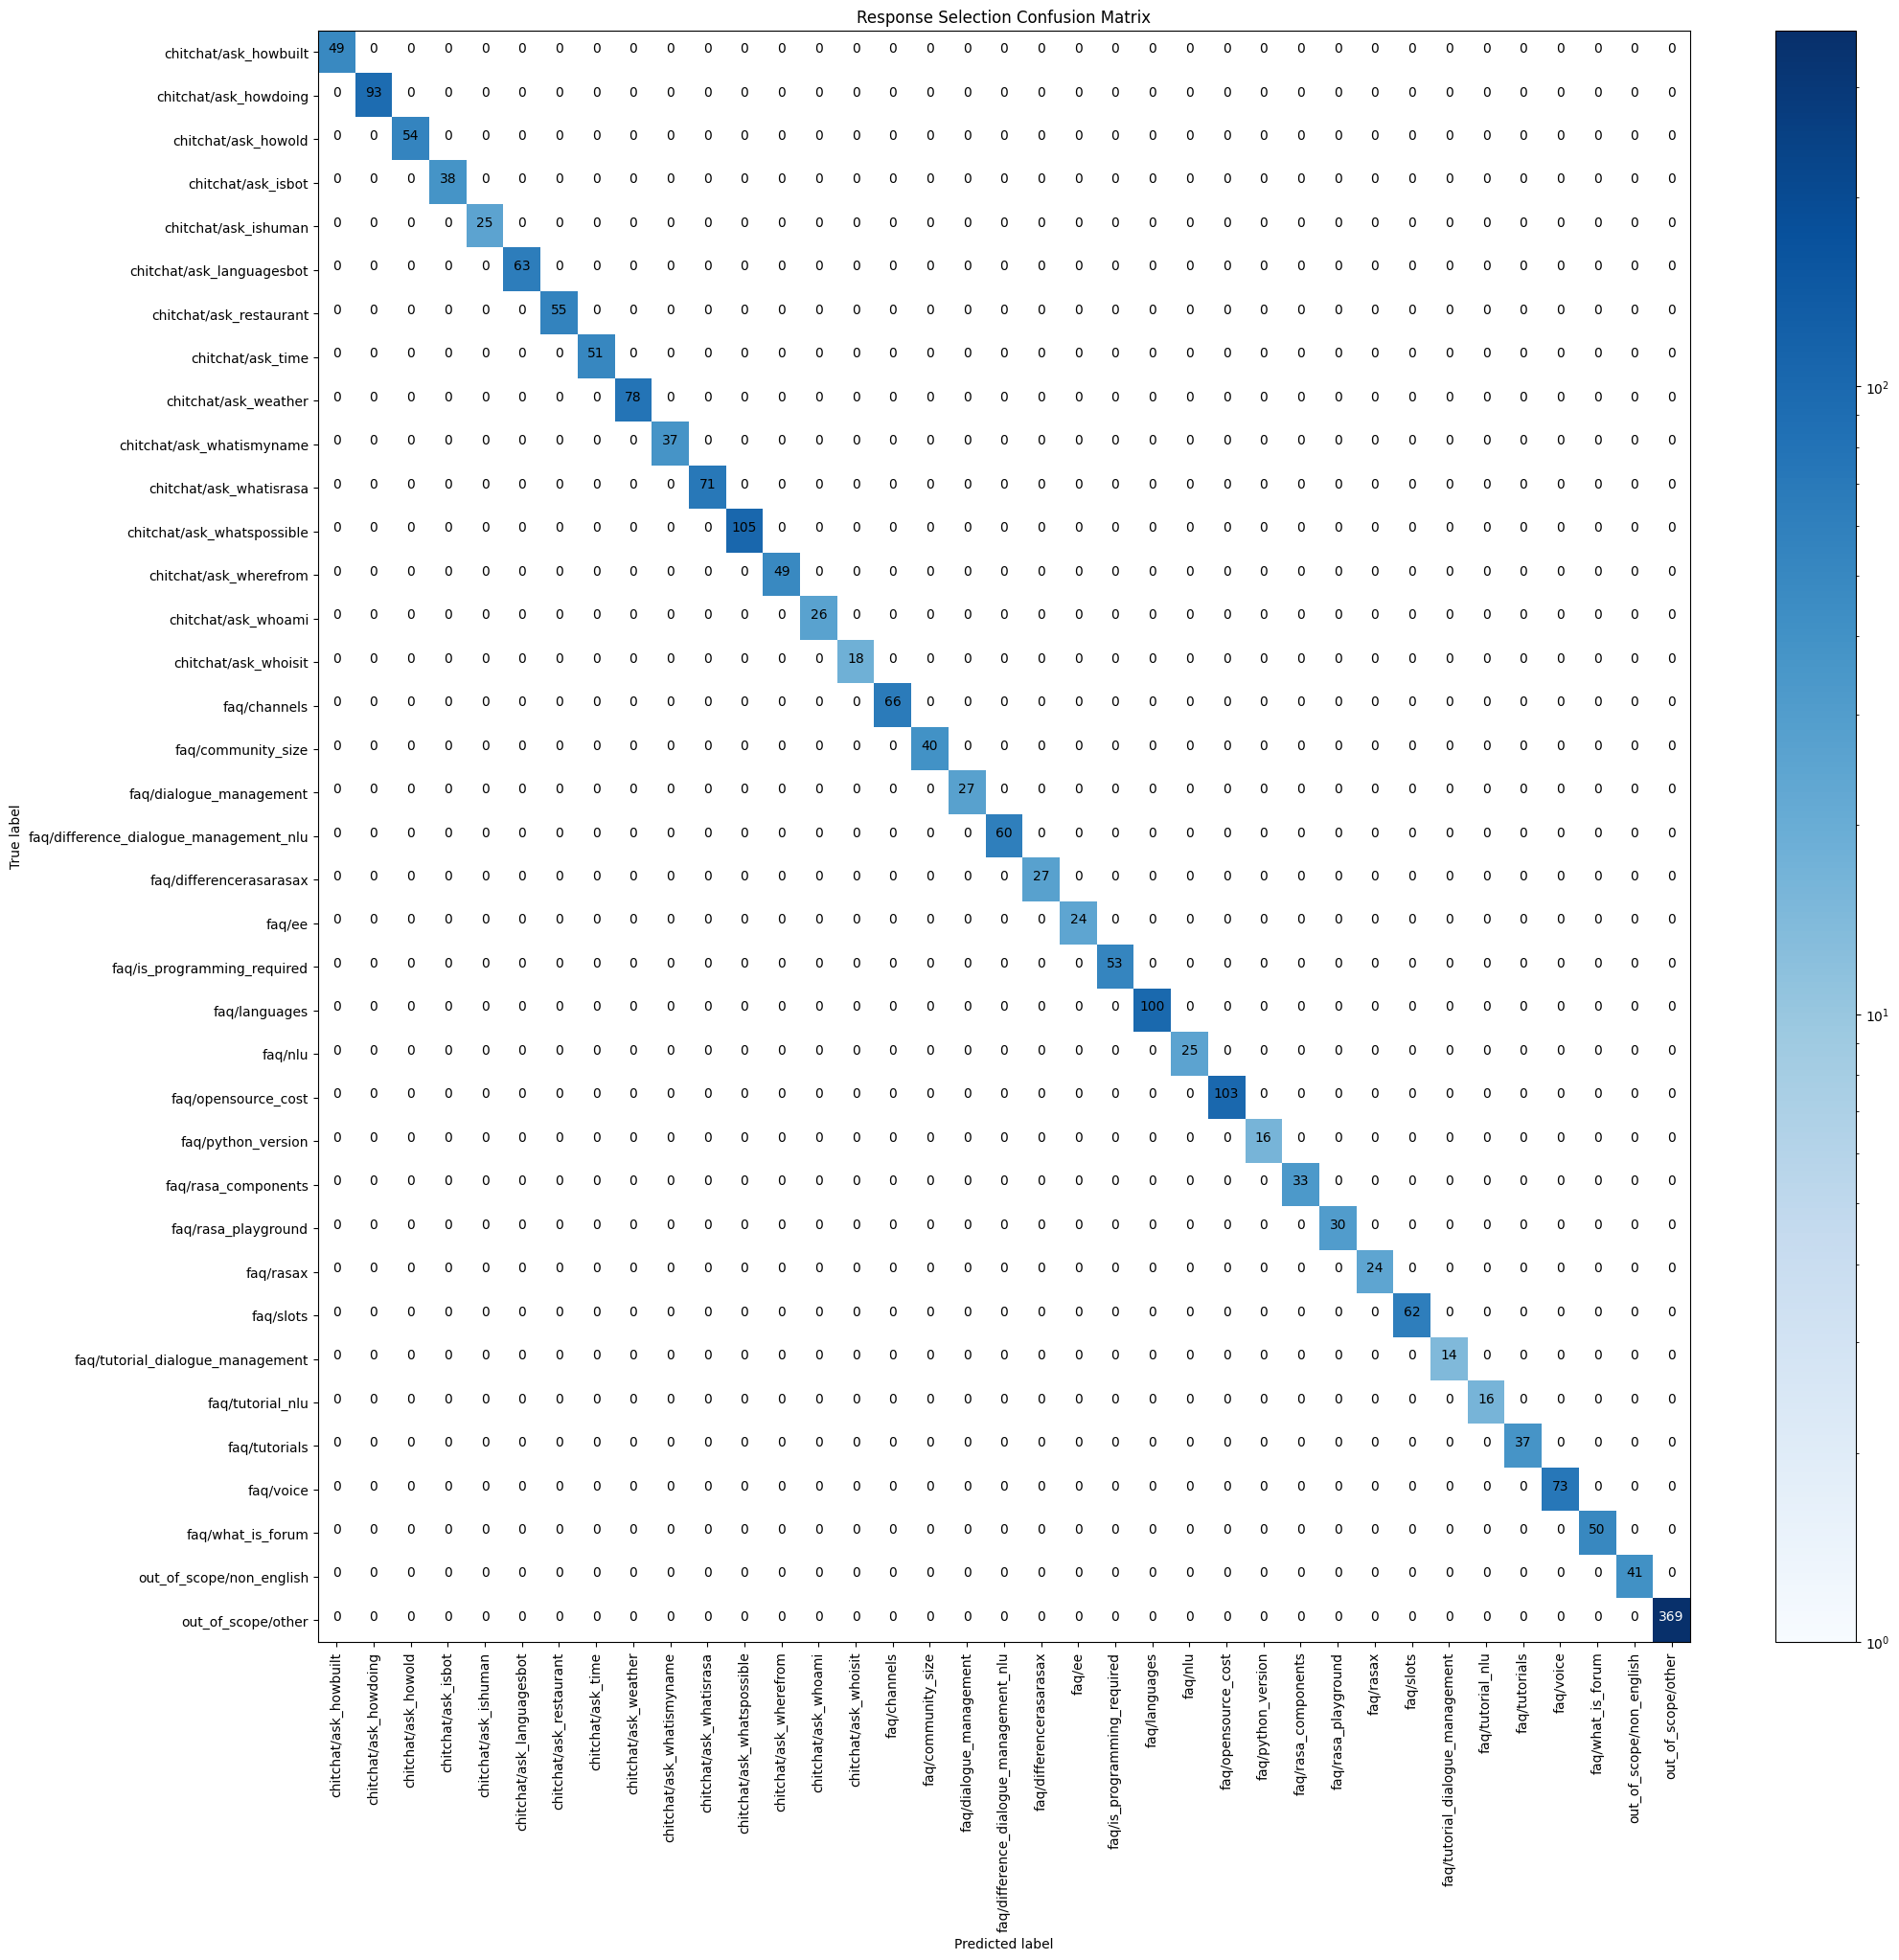 Response Selection Confusion Matrix
chitchat/ask_howbuilt 49 0 0 0 0 0 0 0 0 0 0 0 0 0 0 0 0 0 0 0 0 0 0 0 0 0 0 0 0 0 0 0 0 0 0 0 0
chitchat/ask_howdoing 0 93 0 0 0 0 0 0 0 0 0 0 0 0 0 0 0 0 0 0 0 0 0 0 0 0 0 0 0 0 0 0 0 0 0 0 0
chitchat/ask_howold 0 0 54 0 0 0 0 0 0 0 0 0 0 0 0 0 0 0 0 0 0 0 0 0 0 0 0 0 0 0 0 0 0 0 0 0 0
chitchat/ask_isbot 0 0 0 38 0 0 0 0 0 0 0 0 0 0 0 0 0 0 0 0 0 0 0 0 0 0 0 0 0 0 0 0 0 0 0 0 0
chitchat/ask_ishuman 0 0 0 0 25 0 0 0 0 0 0 0 0 0 0 0 0 0 0 0 0 0 0 0 0 0 0 0 0 0 0 0 0 0 0 0 0
chitchat/ask_languagesbot 0 0 0 0 0 63 0 0 0 0 0 0 0 0 0 0 0 0 0 0 0 0 0 0 0 0 0 0 0 0 0 0 0 0 0 0 0
chitchat/ask_restaurant 0 0 0 0 0 0 55 0 0 0 0 0 0 0 0 0 0 0 0 0 0 0 0 0 0 0 0 0 0 0 0 0 0 0 0 0 0
chitchat/ask_time 0 0 0 0 0 0 0 51 0 0 0 0 0 0 0 0 0 0 0 0 0 0 0 0 0 0 0 0 0 0 0 0 0 0 0 0 0
chitchat/ask_weather 0 0 0 0 0 0 0 0 78 0 0 0 0 0 0 0 0 0 0 0 0 0 0 0 0 0 0 0 0 0 0 0 0 0 0 0 0
chitchat/ask_whatismyname 0 0 0 0 0 0 0 0 0 37 0 0 0 0 0 0 0 0 0 0 0 0 0 0 0 0 0 0 0 0 0 0 0 0 0 0 0
chitchat/ask_whatisrasa 0 0 0 0 0 0 0 0 0 0 71 0 0 0 0 0 0 0 0 0 0 0 0 0 0 0 0 0 0 0 0 0 0 0 0 0 0
chitchat/ask_whatspossible 0 0 0 0 0 0 0 0 0 0 0 105 0 0 0 0 0 0 0 0 0 0 0 0 0 0 0 0 0 0 0 0 0 0 0 0 0
chitchat/ask_wherefrom 0 0 0 0 0 0 0 0 0 0 0 0 49 0 0 0 0 0 0 0 0 0 0 0 0 0 0 0 0 0 0 0 0 0 0 0 0
chitchat/ask_whoami 0 0 0 0 0 0 0 0 0 0 0 0 0 26 0 0 0 0 0 0 0 0 0 0 0 0 0 0 0 0 0 0 0 0 0 0 0
chitchat/ask_whoisit 0 0 0 0 0 0 0 0 0 0 0 0 0 0 18 0 0 0 0 0 0 0 0 0 0 0 0 0 0 0 0 0 0 0 0 0 0
faq/channels 0 0 0 0 0 0 0 0 0 0 0 0 0 0 0 66 0 0 0 0 0 0 0 0 0 0 0 0 0 0 0 0 0 0 0 0 0
faq/community_size 0 0 0 0 0 0 0 0 0 0 0 0 0 0 0 0 40 0 0 0 0 0 0 0 0 0 0 0 0 0 0 0 0 0 0 0 0
faq/dialogue_management 0 0 0 0 0 0 0 0 0 0 0 0 0 0 0 0 0 27 0 0 0 0 0 0 0 0 0 0 0 0 0 0 0 0 0 0 0
faq/difference_dialogue_management_nlu 0 0 0 0 0 0 0 0 0 0 0 0 0 0 0 0 0 0 60 0 0 0 0 0 0 0 0 0 0 0 0 0 0 0 0 0 0
faq/differencerasarasax 0 0 0 0 0 0 0 0 0 0 0 0 0 0 0 0 0 0 0 27 0 0 0 0 0 0 0 0 0 0 0 0 0 0 0 0 0
faq/ee 0 0 0 0 0 0 0 0 0 0 0 0 0 0 0 0 0 0 0 0 24 0 0 0 0 0 0 0 0 0 0 0 0 0 0 0 0
faq/is_programming_required 0 0 0 0 0 0 0 0 0 0 0 0 0 0 0 0 0 0 0 0 0 53 0 0 0 0 0 0 0 0 0 0 0 0 0 0 0
faq/languages 0 0 0 0 0 0 0 0 0 0 0 0 0 0 0 0 0 0 0 0 0 0 100 0 0 0 0 0 0 0 0 0 0 0 0 0 0
faq/nlu 0 0 0 0 0 0 0 0 0 0 0 0 0 0 0 0 0 0 0 0 0 0 0 25 0 0 0 0 0 0 0 0 0 0 0 0 0
faq/opensource_cost 0 0 0 0 0 0 0 0 0 0 0 0 0 0 0 0 0 0 0 0 0 0 0 0 103 0 0 0 0 0 0 0 0 0 0 0 0
faq/python_version 0 0 0 0 0 0 0 0 0 0 0 0 0 0 0 0 0 0 0 0 0 0 0 0 0 16 0 0 0 0 0 0 0 0 0 0 0
faq/rasa_components 0 0 0 0 0 0 0 0 0 0 0 0 0 0 0 0 0 0 0 0 0 0 0 0 0 0 33 0 0 0 0 0 0 0 0 0 0
faq/rasa_playground 0 0 0 0 0 0 0 0 0 0 0 0 0 0 0 0 0 0 0 0 0 0 0 0 0 0 0 30 0 0 0 0 0 0 0 0 0
faq/rasax 0 0 0 0 0 0 0 0 0 0 0 0 0 0 0 0 0 0 0 0 0 0 0 0 0 0 0 0 24 0 0 0 0 0 0 0 0
faq/slots 0 0 0 0 0 0 0 0 0 0 0 0 0 0 0 0 0 0 0 0 0 0 0 0 0 0 0 0 0 62 0 0 0 0 0 0 0
faq/tutorial_dialogue_management 0 0 0 0 0 0 0 0 0 0 0 0 0 0 0 0 0 0 0 0 0 0 0 0 0 0 0 0 0 0 14 0 0 0 0 0 0
faq/tutorial_nlu 0 0 0 0 0 0 0 0 0 0 0 0 0 0 0 0 0 0 0 0 0 0 0 0 0 0 0 0 0 0 0 16 0 0 0 0 0
faq/tutorials 0 0 0 0 0 0 0 0 0 0 0 0 0 0 0 0 0 0 0 0 0 0 0 0 0 0 0 0 0 0 0 0 37 0 0 0 0
faq/voice 0 0 0 0 0 0 0 0 0 0 0 0 0 0 0 0 0 0 0 0 0 0 0 0 0 0 0 0 0 0 0 0 0 73 0 0 0
faq/what_is_forum 0 0 0 0 0 0 0 0 0 0 0 0 0 0 0 0 0 0 0 0 0 0 0 0 0 0 0 0 0 0 0 0 0 0 50 0 0
out_of_scope/non_english 0 0 0 0 0 0 0 0 0 0 0 0 0 0 0 0 0 0 0 0 0 0 0 0 0 0 0 0 0 0 0 0 0 0 0 41 0
out_of_scope/other 0 0 0 0 0 0 0 0 0 0 0 0 0 0 0 0 0 0 0 0 0 0 0 0 0 0 0 0 0 0 0 0 0 0 0 0 369
True label
chitchat/ask_howbuilt
chitchat/ask_howdoing
chitchat/ask_howold
chitchat/ask_isbot
chitchat/ask_ishuman
chitchat/ask_languagesbot
chitchat/ask_restaurant
chitchat/ask_time
chitchat/ask_weather
chitchat/ask_whatismyname
chitchat/ask_whatisrasa
chitchat/ask_whatspossible
chitchat/ask_wherefrom
chitchat/ask_whoami
chitchat/ask_whoisit
faq/channels
faq/community_size
faq/dialogue_management
faq/difference_dialogue_management_nlu
faq/differencerasarasax
faq/ee
faq/is_programming_required
faq/languages
faq/nlu
faq/opensource_cost
faq/python_version
faq/rasa_components
faq/rasa_playground
faq/rasax
faq/slots
faq/tutorial_dialogue_management
faq/tutorial_nlu
faq/tutorials
faq/voice
faq/what_is_forum
out_of_scope/non_english
out_of_scope/other
Predicted label
10²
10¹
10⁰